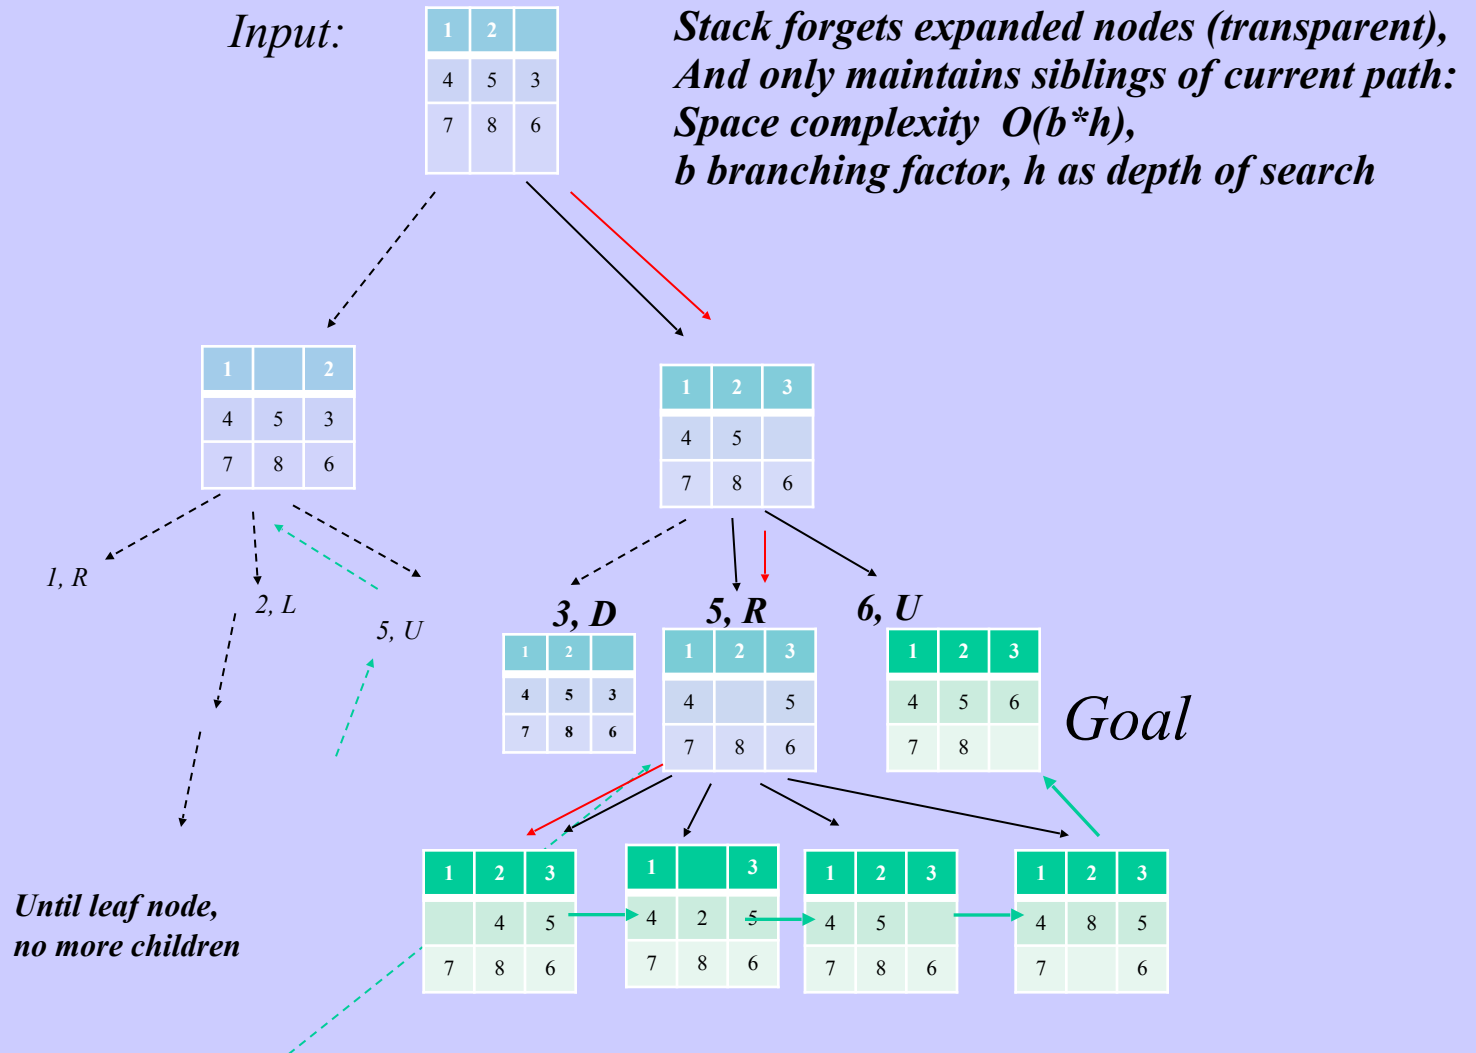 Input:
1 2
4 5 3
7 8 6
Stack forgets expanded nodes (transparent),
And only maintains siblings of current path:
Space complexity O(b*h),
b branching factor, h as depth of search
1 2
4 5 3
7 8 6
1 2 3
4 5
7 8 6
1, R
2, L
5, U
3, D
5, R
6, U
1 2
4 5 3
7 8 6
1 2 3
4 5
7 8 6
1 2 3
4 5 6
7 8
Goal
Until leaf node,
no more children
1 2 3
4 5
7 8 6
1 3
4 2 5
7 8 6
1 2 3
4 5
7 8 6
1 2 3
4 8 5
7 6